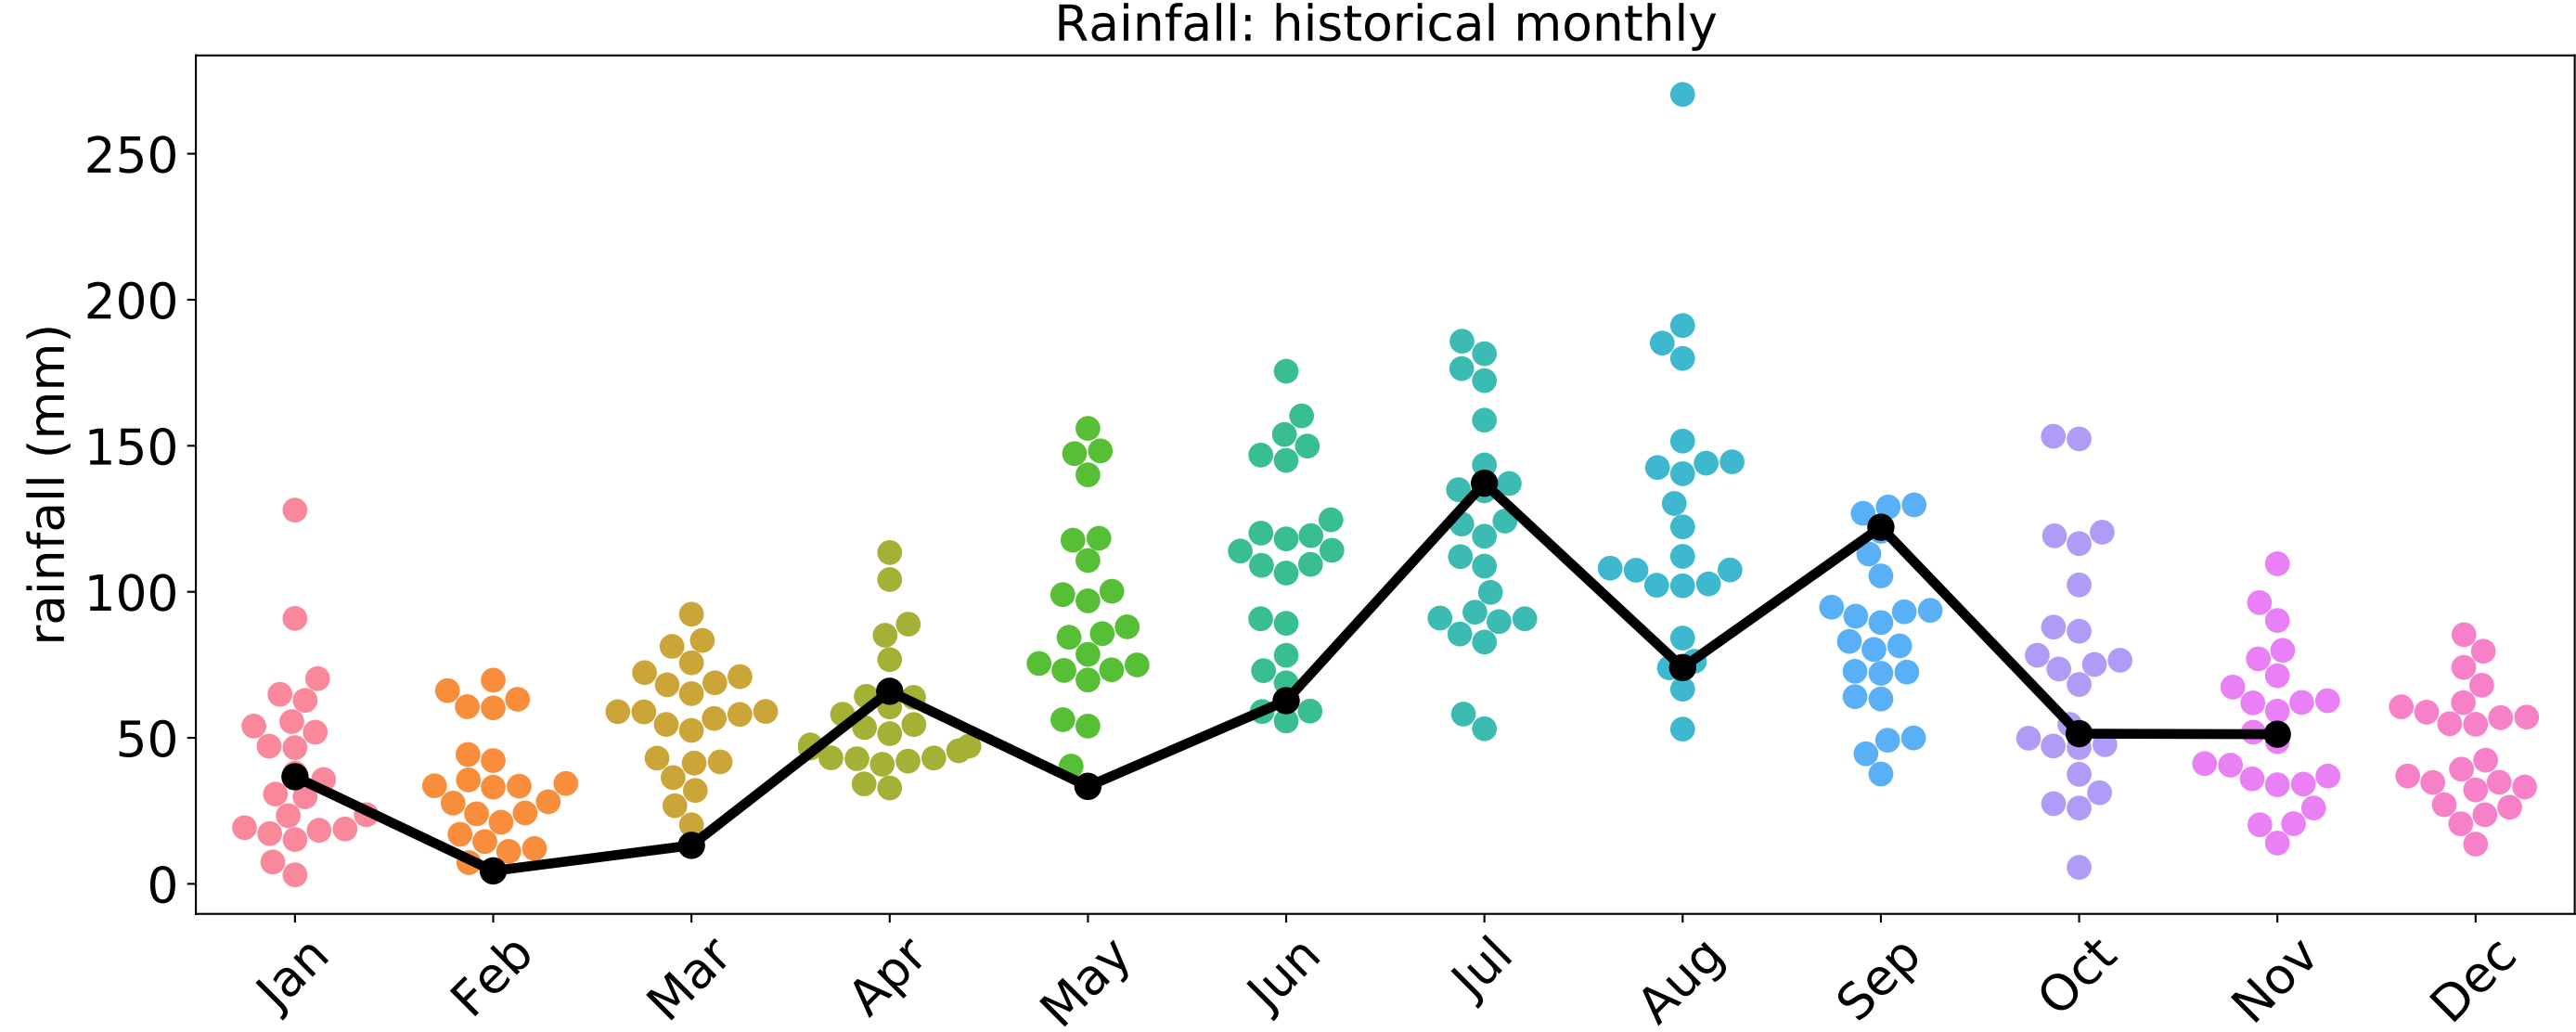 Rainfall: historical monthly
rainfall (mm)
250
200
150
100
50
0
Jan
Feb
Mar
Apr
May
Jun
Jul
Aug
Sep
Oct
Nov
Dec